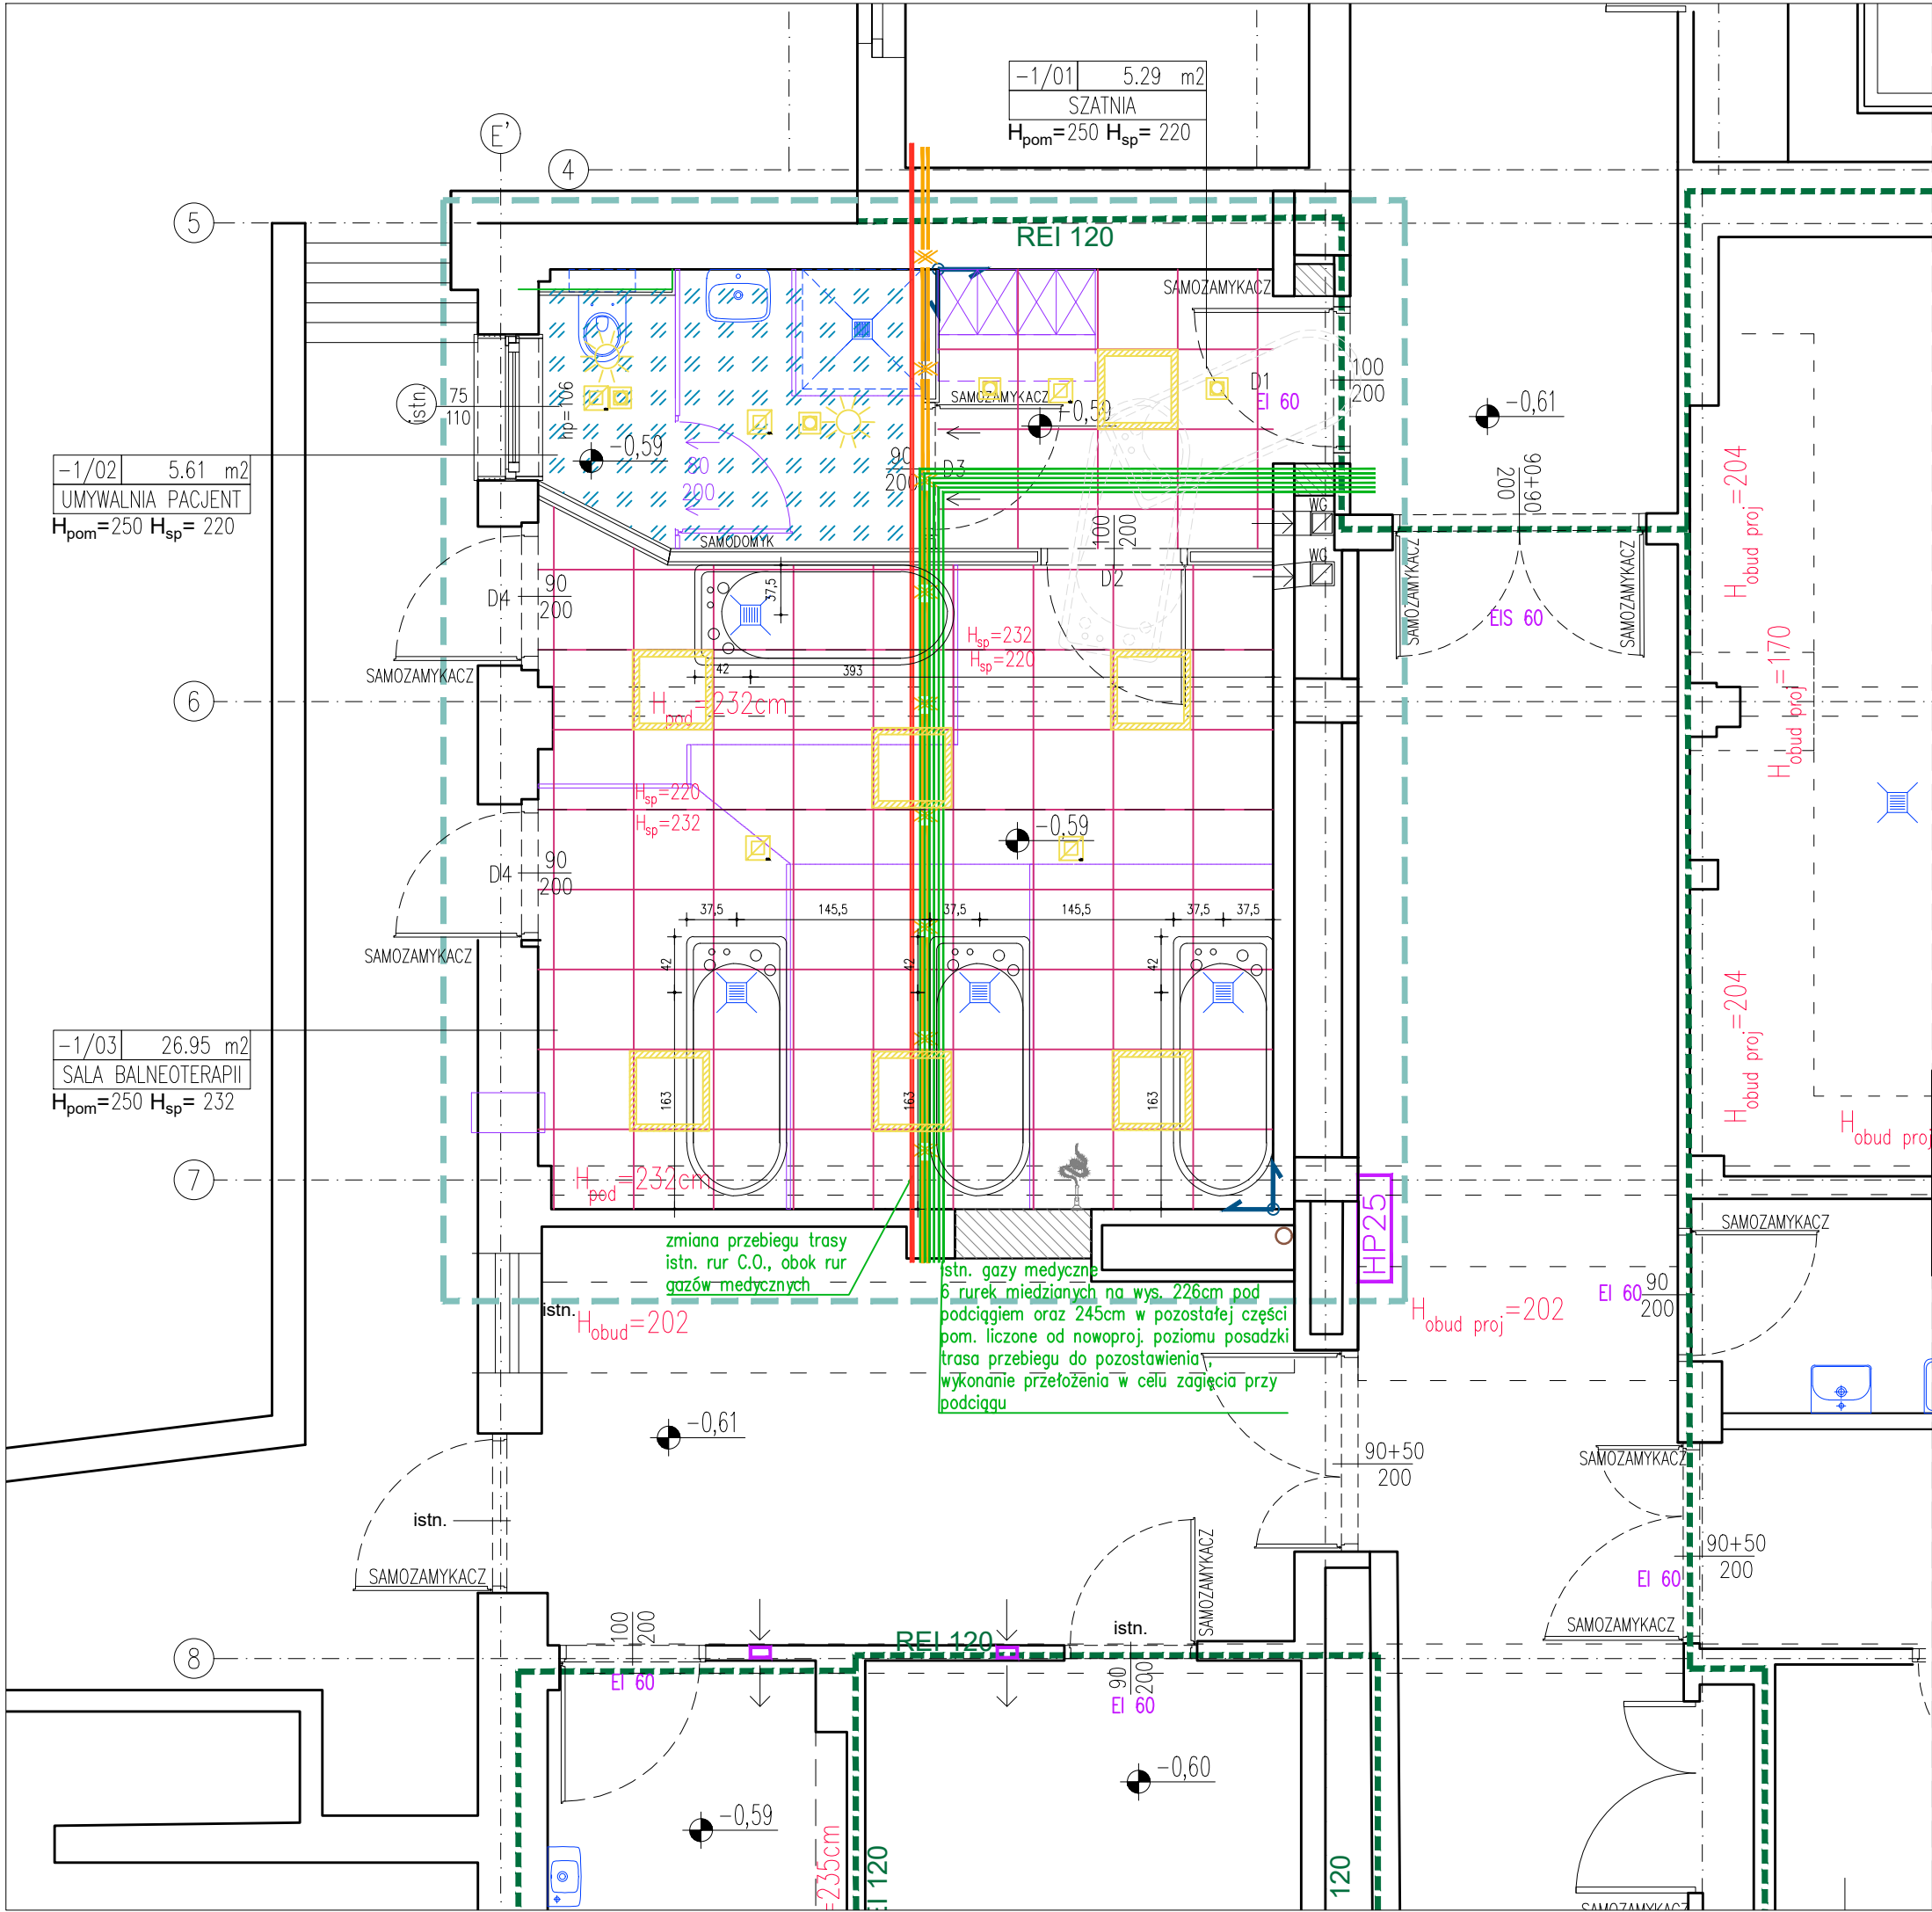 -1/01 5.29 m2
SZATNIA
Hpom=250 Hsp= 220
E'
4
5
REI 120
SAMOZAMYKACZ
istn.
75
110
hp=106
-0,59
80
200
SAMOZAMYKACZ
-0,59
D1
EI 60
100
200
-0,61
90+90
200
Hobud proj=204
-1/02 5.61 m2
UMYWALNIA PACJENT
Hpom=250 Hsp= 220
90
200
D3
SAMODOMYK
100
200
D2
WG
WG
SAMOZAMYKACZ
EIS 60
SAMOZAMYKACZ
D4
90
200
SAMOZAMYKACZ
37,5
42
393
Hsp=232
Hsp=220
Hobud proj=170
6
Hpod=232cm
Hsp=220
Hsp=232
-0,59
D4
90
200
SAMOZAMYKACZ
37,5
145,5
37,5
145,5
37,5
37,5
42
42
42
Hobud proj=204
-1/03 26.95 m2
SALA BALNEOTERAPII
Hpom=250 Hsp= 232
163
163
163
Hobud proj
7
Hpod=232cm
HP25
SAMOZAMYKACZ
zmiana przebiegu trasy
istn. rur C.O., obok rur
gazów medycznych
istn. gazy medyczne
6 rurek miedzianych na wys. 226cm pod
podciągiem oraz 245cm w pozostałej części
pom. liczone od nowoproj. poziomu posadzki
trasa przebiegu do pozostawienia ,
wykonanie przełożenia w celu zagięcia przy
podciągu
istn.
Hobud=202
Hobud proj=202
EI 60
90
200
-0,61
90+50
200
SAMOZAMYKACZ
istn.
SAMOZAMYKACZ
SAMOZAMYKACZ
90+50
200
EI 60
SAMOZAMYKACZ
8
100
200
EI 60
REI 120
istn.
90
200
EI 60
-0,60
-0,59
=235cm
EI 120
120
SAMOZAMYKACZ